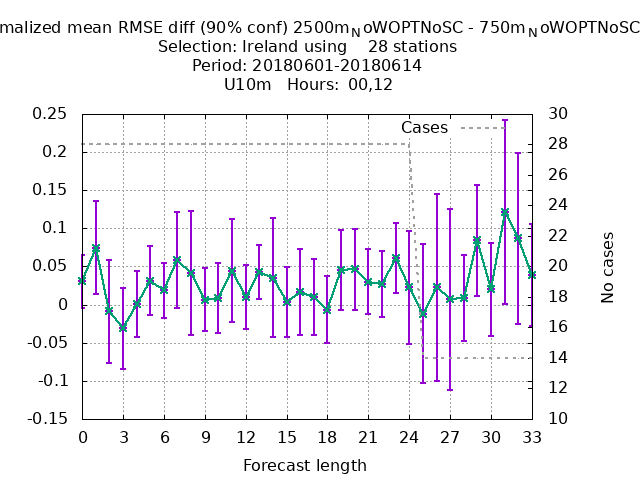 malized mean RMSE diff (90% conf) 2500mNoWOPTNoSC - 750mNoWOPTNoSC
Selection: Ireland using 28 stations
Period: 20180601-20180614
U10m Hours: 00,12
Cases
0.25
0.2
0.15
0.1
0.05
0
-0.05
-0.1
-0.15
30
28
26
24
22
20
18
16
14
12
10
No cases
0 3 6 9 12 15 18 21 24 27 30 33
Forecast length